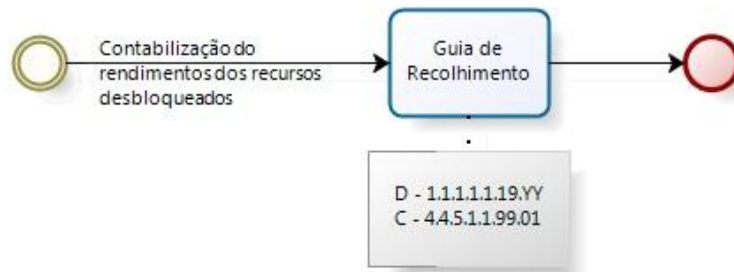 Contabilização do
rendimentos dos recursos
desbloqueados
Guia de
Recolhimento
D - 1.1.1.1.1.19.YY
C - 4.4.5.1.1.99.01